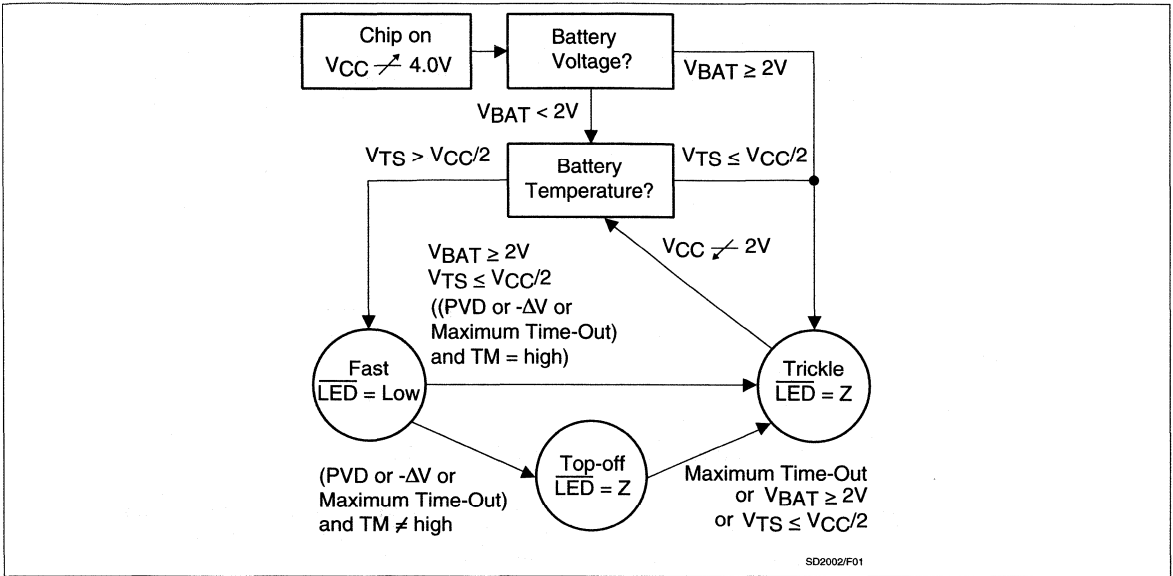 Chip on
VCC ↗ 4.0V
Battery
Voltage?
VBAT ≥ 2V
VBAT < 2V
VTS > VCC/2
Battery
Temperature?
VTS ≤ VCC/2
VCC ↙ 2V
VBAT ≥ 2V
VTS ≤ VCC/2
((PVD or -ΔV or
Maximum Time-Out)
and TM = high)
Fast
LED = Low
Trickle
LED = Z
Top-off
LED = Z
(PVD or -ΔV or
Maximum Time-Out)
and TM ≠ high
Maximum Time-Out
or VBAT ≥ 2V
or VTS ≤ VCC/2
SD2002/F01